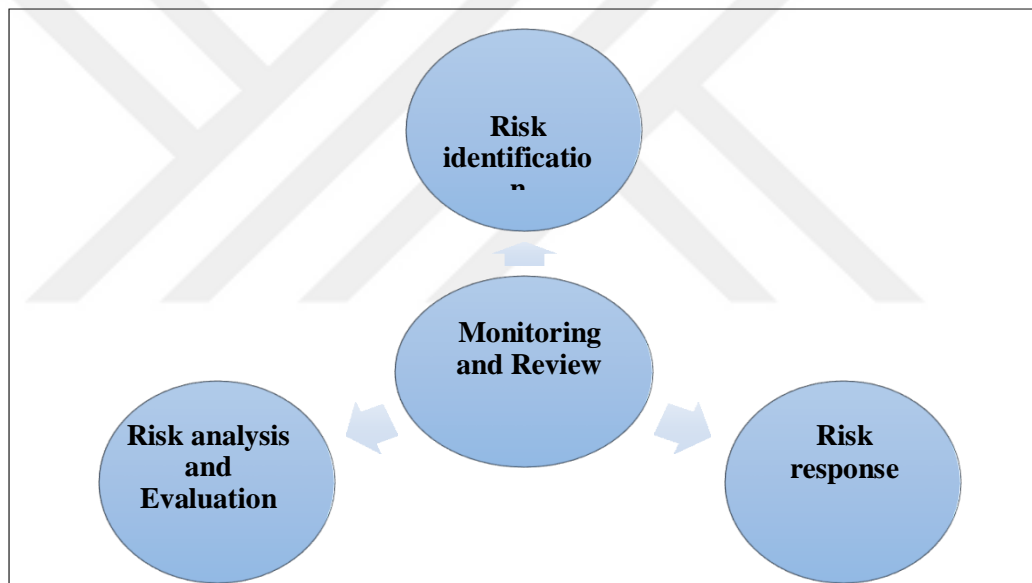 Risk
identificatio
n
Monitoring
and Review
Risk analysis
and
Evaluation
Risk
response